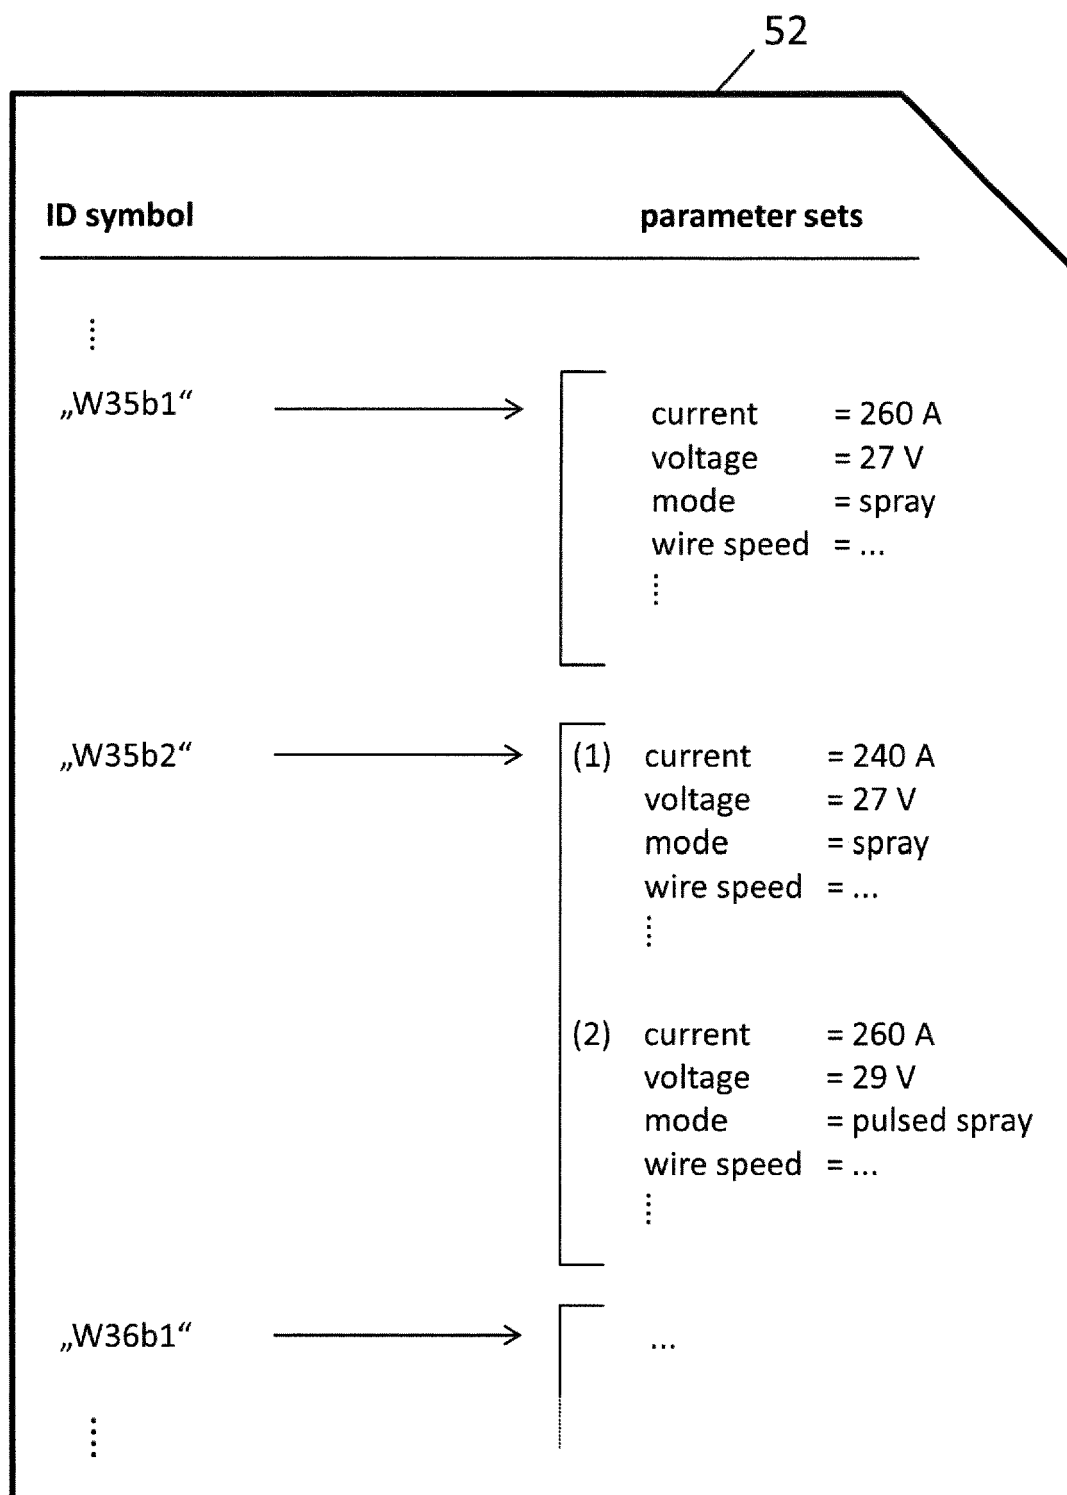 52
ID symbol parameter sets
⋮
„W35b1“ current = 260 A
voltage = 27 V
mode = spray
wire speed = ...
⋮
„W35b2“ (1) current = 240 A
voltage = 27 V
mode = spray
wire speed = ...
⋮
(2) current = 260 A
voltage = 29 V
mode = pulsed spray
wire speed = ...
⋮
„W36b1“ ...
⋮